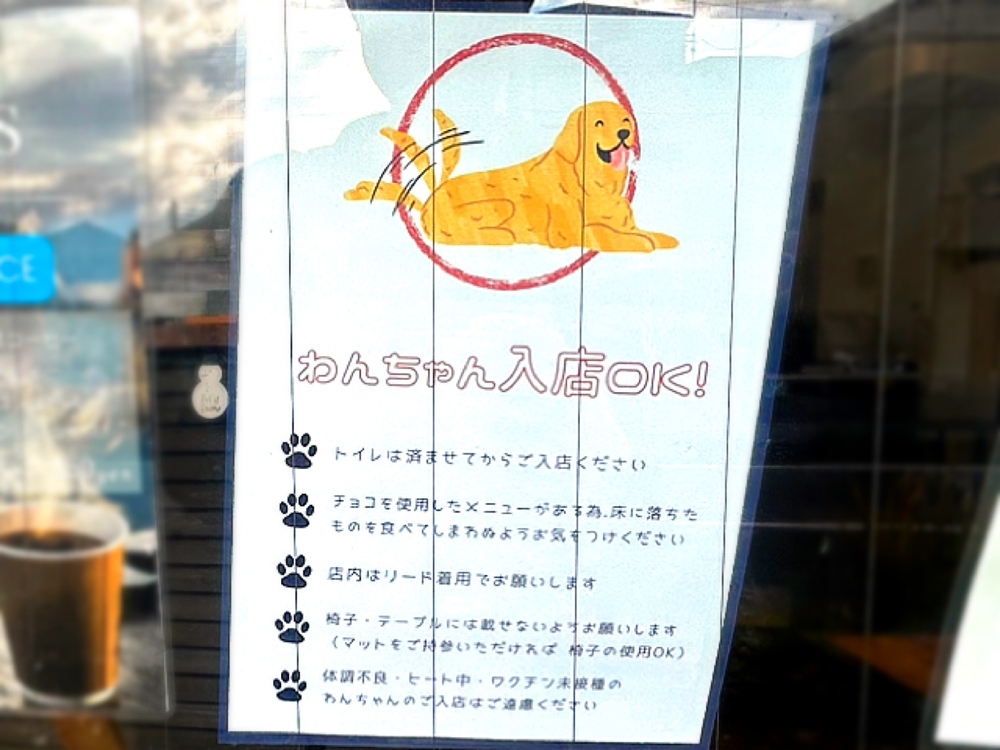 S
CE
わんちゃん入店OK!
トイレは済ませてからご入店ください
チョコを使用したメニューがある為、床に落ちた
ものを食べてしまわぬようお気をつけください
店内はリード着用でお願いします
椅子・テーブルには載せないようお願いします
(マットをご持参いただければ 椅子の使用OK)
体調不良・ヒート中・ワクチン未接種の
わんちゃんのご入店はご遠慮ください